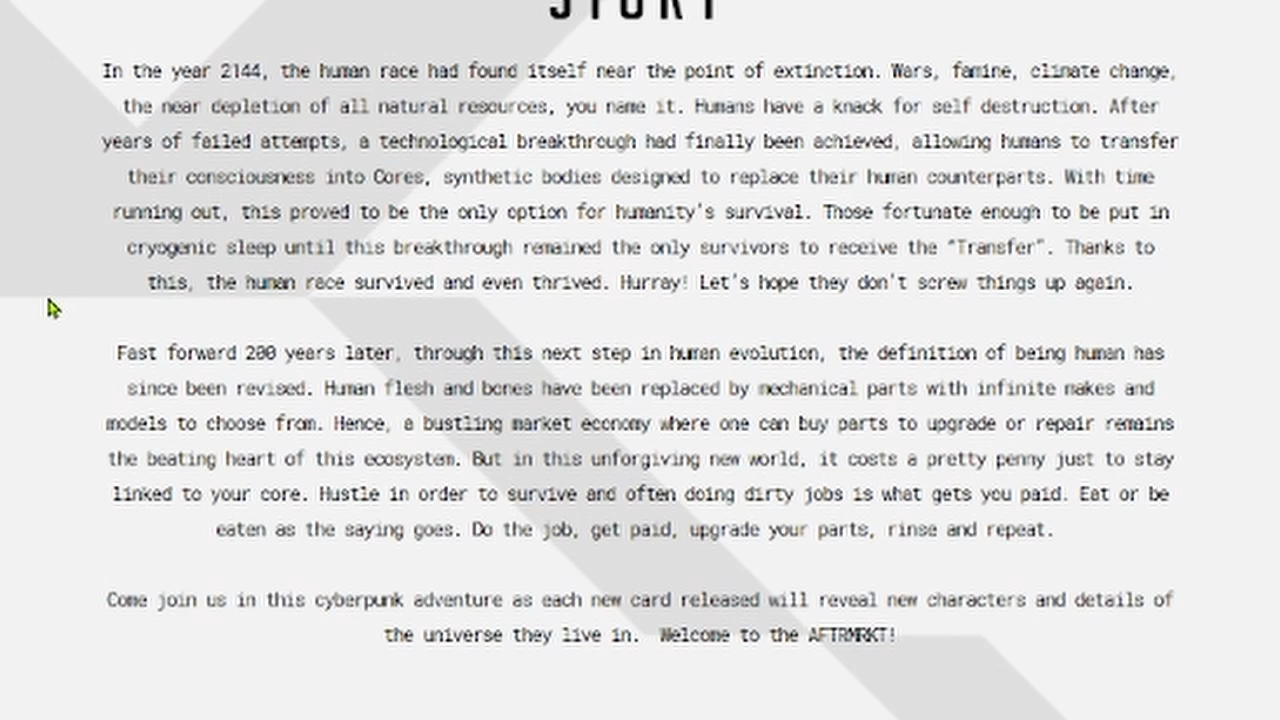 STORY
In the year 2144, the human race had found itself near the point of extinction. Wars, famine, climate change,
the near depletion of all natural resources, you name it. Humans have a knack for self destruction. After
years of failed attempts, a technological breakthrough had finally been achieved, allowing humans to transfer
their consciousness into Cores, synthetic bodies designed to replace their human counterparts. With time
running out, this proved to be the only option for humanity's survival. Those fortunate enough to be put in
cryogenic sleep until this breakthrough remained the only survivors to receive the “Transfer”. Thanks to
this, the human race survived and even thrived. Hurray! Let's hope they don't screw things up again.
Fast forward 200 years later, through this next step in human evolution, the definition of being human has
since been revised. Human flesh and bones have been replaced by mechanical parts with infinite makes and
models to choose from. Hence, a bustling market economy where one can buy parts to upgrade or repair remains
the beating heart of this ecosystem. But in this unforgiving new world, it costs a pretty penny just to stay
linked to your core. Hustle in order to survive and often doing dirty jobs is what gets you paid. Eat or be
eaten as the saying goes. Do the job, get paid, upgrade your parts, rinse and repeat.
Come join us in this cyberpunk adventure as each new card released will reveal new characters and details of
the universe they live in. Welcome to the AFTRMRKT!